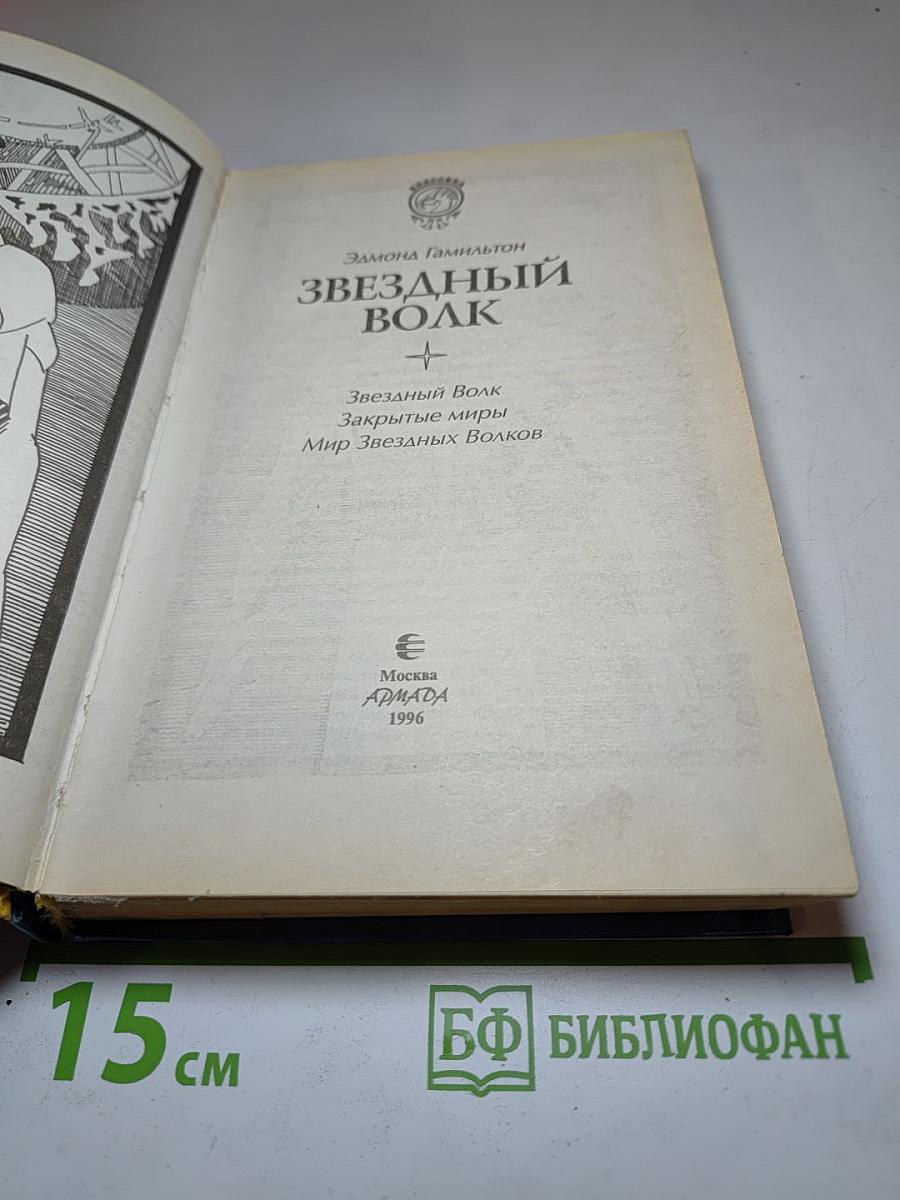 Эдмонд Гамильтон
ЗВЕЗДНЫЙ
ВОЛК
Звездный Волк
Закрытые миры
Мир Звездных Волков
Москва
АРМАДА
1996
15 см
БФ БИБЛИОФАН